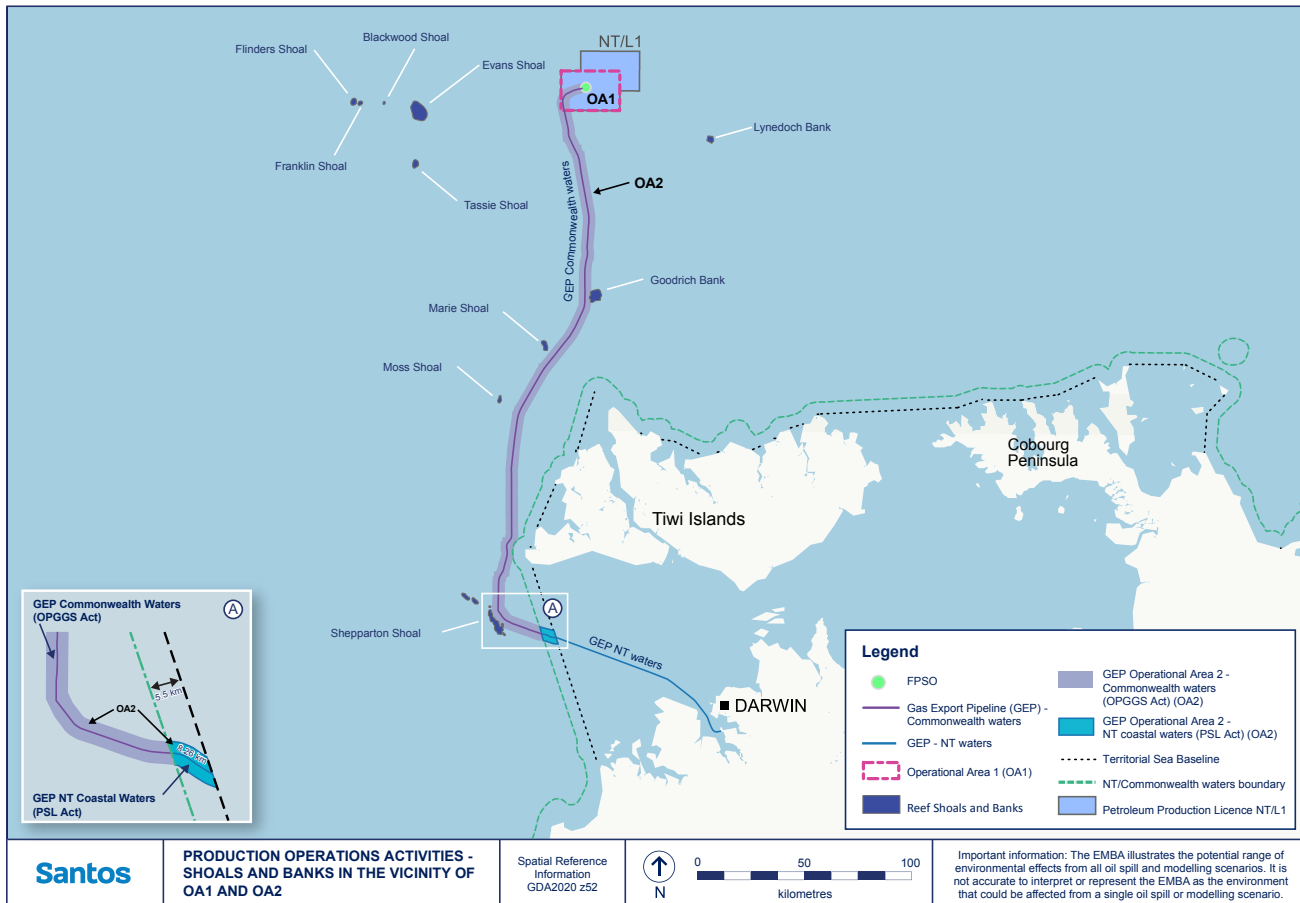 Flinders Shoal
Blackwood Shoal
Evans Shoal
NT/L1
OA1
Franklin Shoal
Tassie Shoal
Lynedoch Bank
OA2
GEP Commonwealth waters
Goodrich Bank
Marie Shoal
Moss Shoal
Cobourg
Peninsula
Tiwi Islands
Shepparton Shoal
A
GEP NT waters
DARWIN
GEP Commonwealth Waters
(OPGGS Act)
A
5.5 km
OA2
8.28 km
GEP NT Coastal Waters
(PSL Act)
Legend
FPSO
Gas Export Pipeline (GEP) -
Commonwealth waters
GEP - NT waters
Operational Area 1 (OA1)
Reef Shoals and Banks
GEP Operational Area 2 -
Commonwealth waters
(OPGGS Act) (OA2)
GEP Operational Area 2 -
NT coastal waters (PSL Act) (OA2)
Territorial Sea Baseline
NT/Commonwealth waters boundary
Petroleum Production Licence NT/L1
Santos
PRODUCTION OPERATIONS ACTIVITIES -
SHOALS AND BANKS IN THE VICINITY OF
OA1 AND OA2
Spatial Reference
Information
GDA2020 z52
N
0 50 100
kilometres
Important information: The EMBA illustrates the potential range of
environmental effects from all oil spill and modelling scenarios. It is
not accurate to interpret or represent the EMBA as the environment
that could be affected from a single oil spill or modelling scenario.